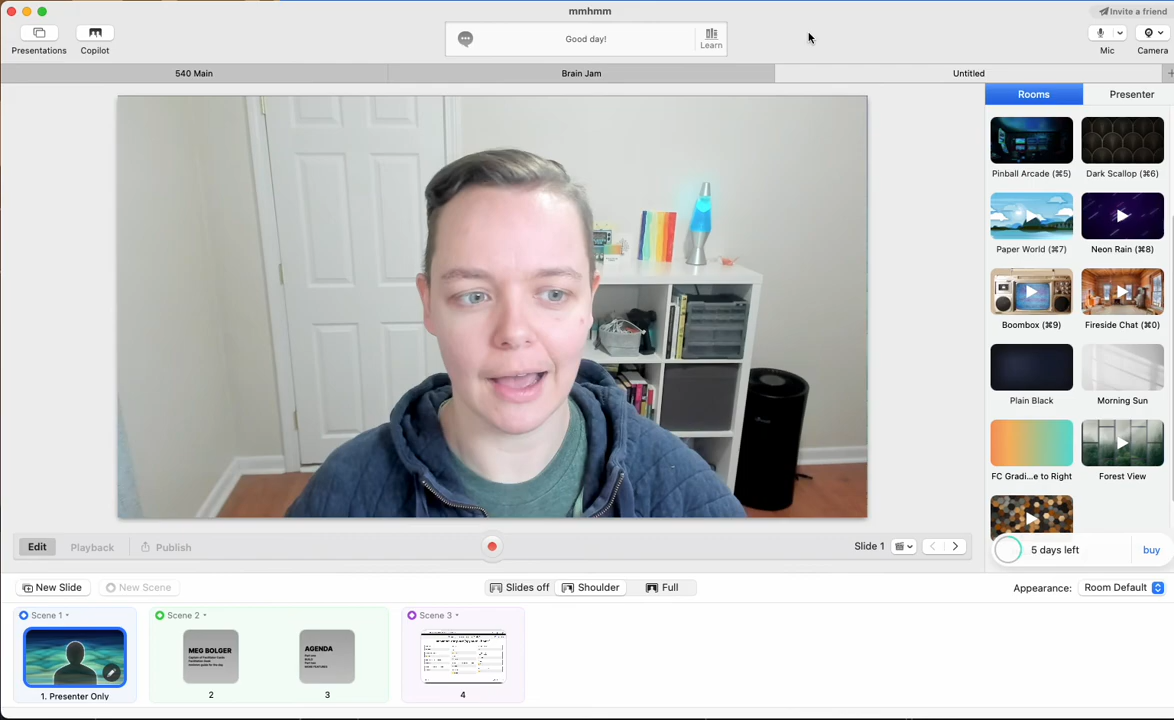 mmhmm
Invite a friend
Presentations
Copilot
Good day!
Learn
Mic
Camera
540 Main
Brain Jam
Untitled
Rooms
Presenter
Pinball Arcade (⌘5)
Dark Scallop (⌘6)
Paper World (⌘7)
Neon Rain (⌘8)
Boombox (⌘9)
Fireside Chat (⌘0)
Plain Black
Morning Sun
FC Gradi...e to Right
Forest View
5 days left
buy
Edit
Playback
Publish
Slide 1
New Slide
New Scene
Slides off
Shoulder
Full
Appearance:
Room Default
Scene 1
Scene 2
Scene 3
MEG BOLGER
AGENDA
1. Presenter Only
2
3
4